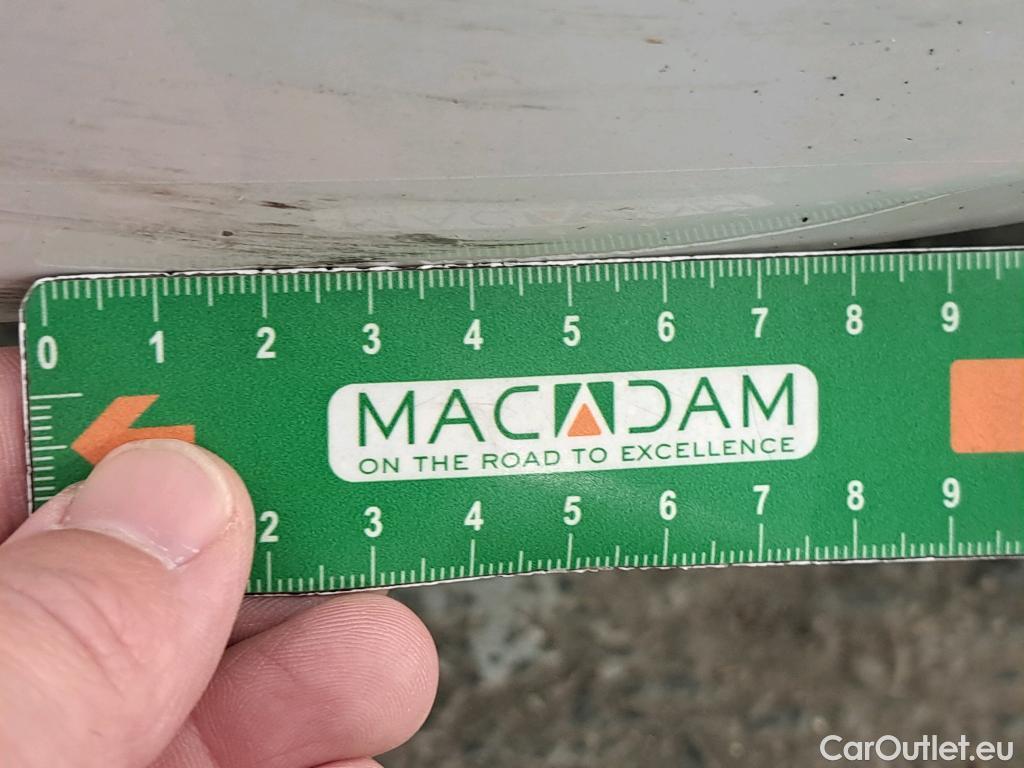 0 1 2 3 4 5 6 7 8 9
MACADAM
ON THE ROAD TO EXCELLENCE
2 3 4 5 6 7 8 9
CarOutlet.eu